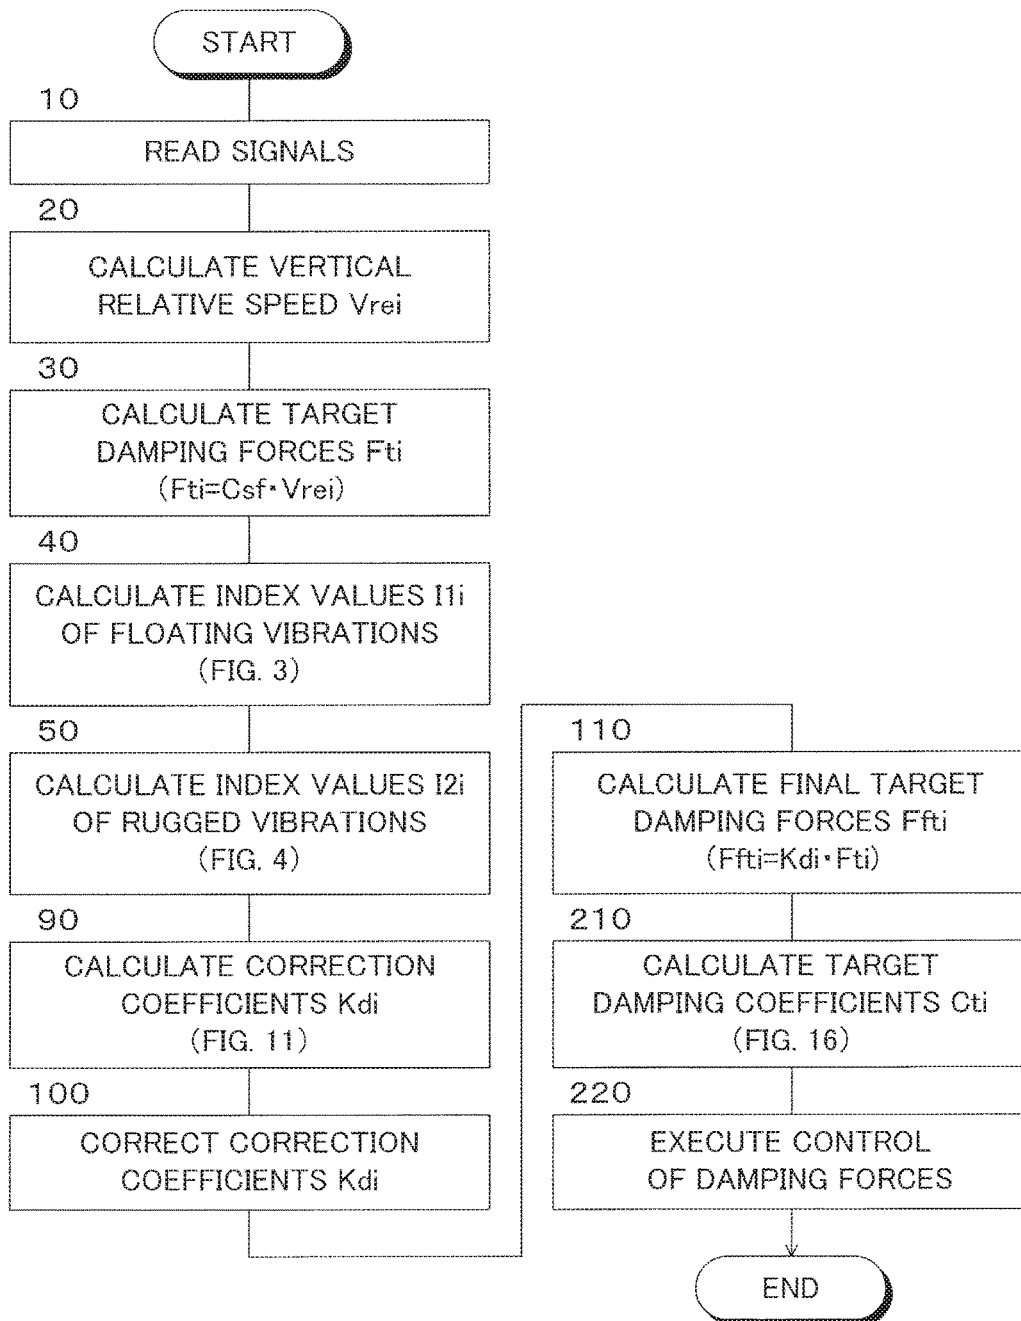 START
10
READ SIGNALS
20
CALCULATE VERTICAL
RELATIVE SPEED Vrei
30
CALCULATE TARGET
DAMPING FORCES Fti
(Fti=Csf・Vrei)
40
CALCULATE INDEX VALUES I1i
OF FLOATING VIBRATIONS
(FIG. 3)
50
CALCULATE INDEX VALUES I2i
OF RUGGED VIBRATIONS
(FIG. 4)
90
CALCULATE CORRECTION
COEFFICIENTS Kdi
(FIG. 11)
100
CORRECT CORRECTION
COEFFICIENTS Kdi
110
CALCULATE FINAL TARGET
DAMPING FORCES Ffti
(Ffti=Kdi・Fti)
210
CALCULATE TARGET
DAMPING COEFFICIENTS Cti
(FIG. 16)
220
EXECUTE CONTROL
OF DAMPING FORCES
END